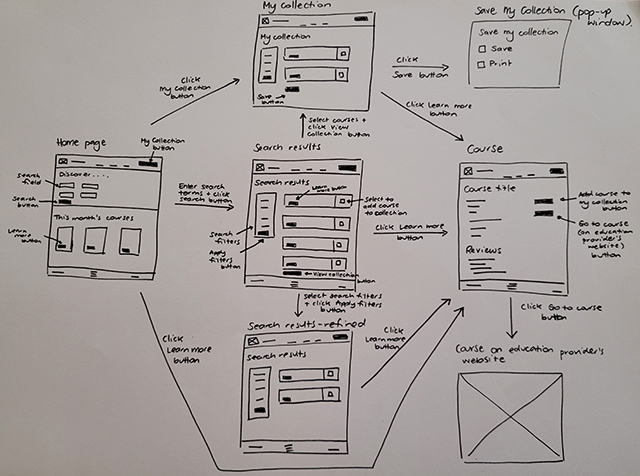 My collection
Save My Collection (pop-up
window).
My collection
Save
button
Save my collection
Save
Print
Click
My Collection
button
Click
Save button
Click Learn more
button
Select courses +
click View
collection button
Home page
My Collection
button
Discover....
Search
field
Search
button
This month's courses
Learn
more
button
Enter search
terms + click
search button
Search results
Search results
Learn more button
Select to
add course
to collection
Search
filters
Apply
filters
button
View collection
button
Click Learn more
button
Course
Course title
Reviews
Add course to
my collection
button
Go to course
(on education
provider's
website)
button
Select search filters
+ click Apply filters
button
Click Go to course
button
Search results-refined
Search results
Click
Learn more
button
Click
Learn more
button
Course on education provider's
website